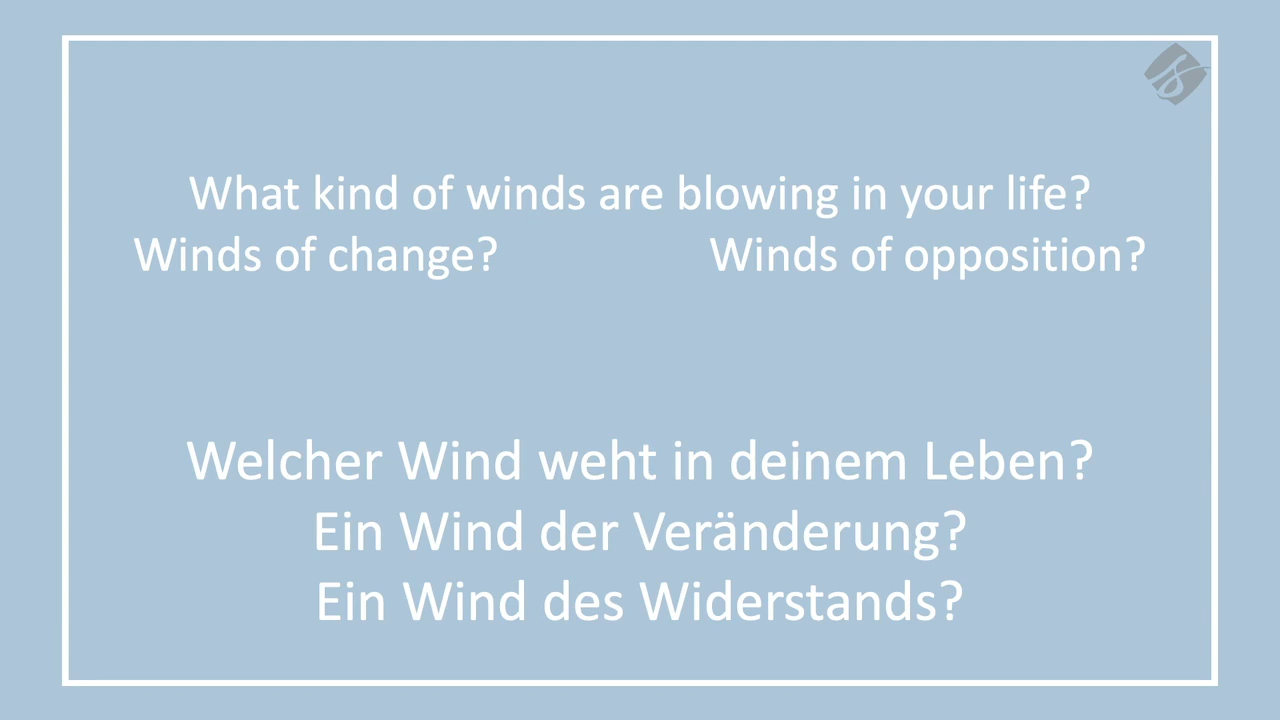 What kind of winds are blowing in your life?
Winds of change? Winds of opposition?
Welcher Wind weht in deinem Leben?
Ein Wind der Veränderung?
Ein Wind des Widerstands?